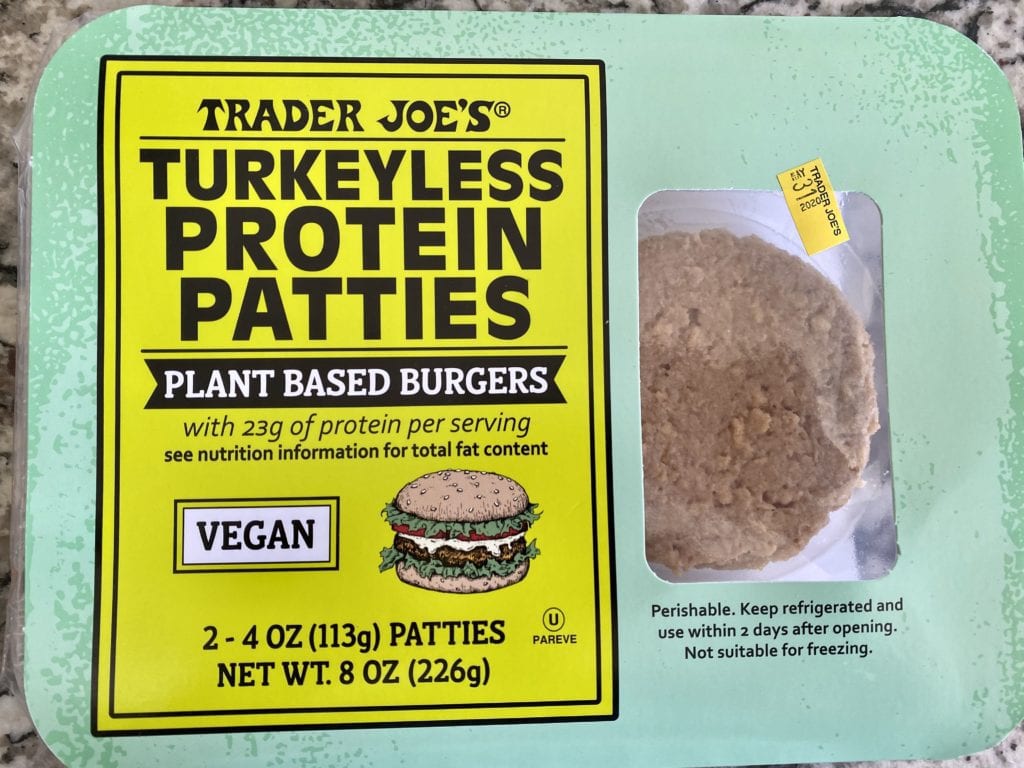 TRADER JOE'S®
TURKEYLESS
PROTEIN
PATTIES
PLANT BASED BURGERS
with 23g of protein per serving
see nutrition information for total fat content
VEGAN
2 - 4 OZ (113g) PATTIES
NET WT. 8 OZ (226g)
U
PAREVE
TRADER JOE'S
MAY
31
2020
Perishable. Keep refrigerated and
use within 2 days after opening.
Not suitable for freezing.